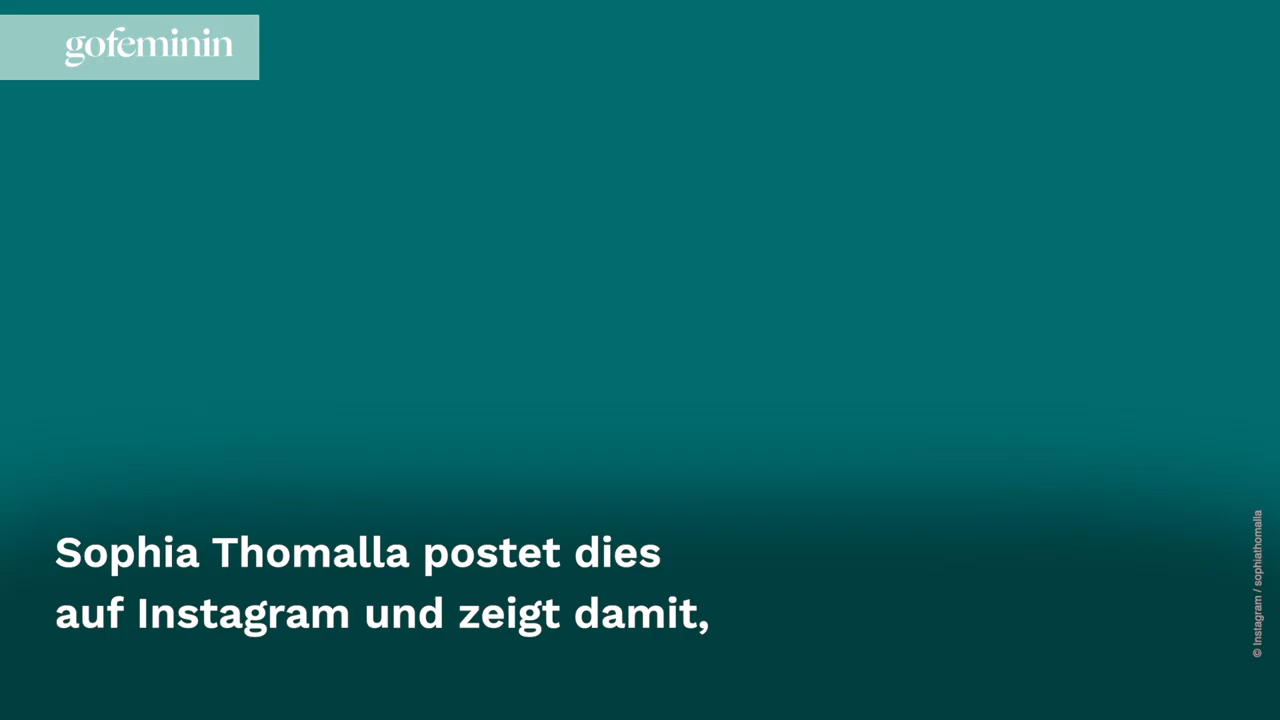 gofeminin
Sophia Thomalla postet dies
auf Instagram und zeigt damit,
© Instagram / sophiathomalla